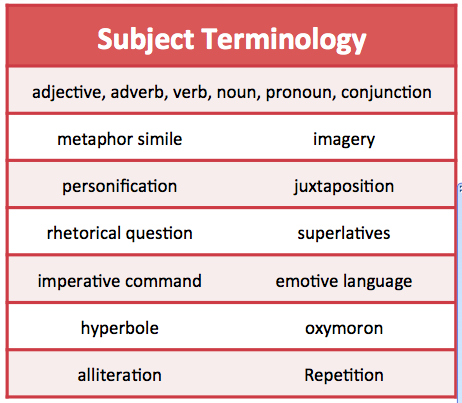 Subject Terminology
adjective, adverb, verb, noun, pronoun, conjunction
metaphor simile imagery
personification juxtaposition
rhetorical question superlatives
imperative command emotive language
hyperbole oxymoron
alliteration Repetition